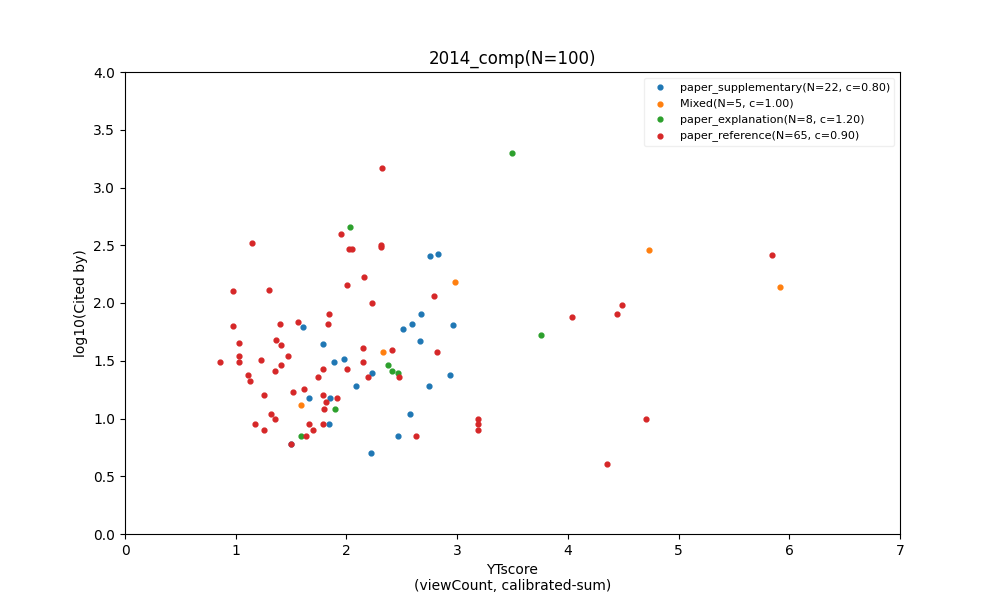 2014_comp(N=100)
paper_supplementary(N=22, c=0.80)
Mixed(N=5, c=1.00)
paper_explanation(N=8, c=1.20)
paper_reference(N=65, c=0.90)
log10(Cited by)
4.0
3.5
3.0
2.5
2.0
1.5
1.0
0.5
0.0
0 1 2 3 4 5 6 7
YTscore
(viewCount, calibrated-sum)